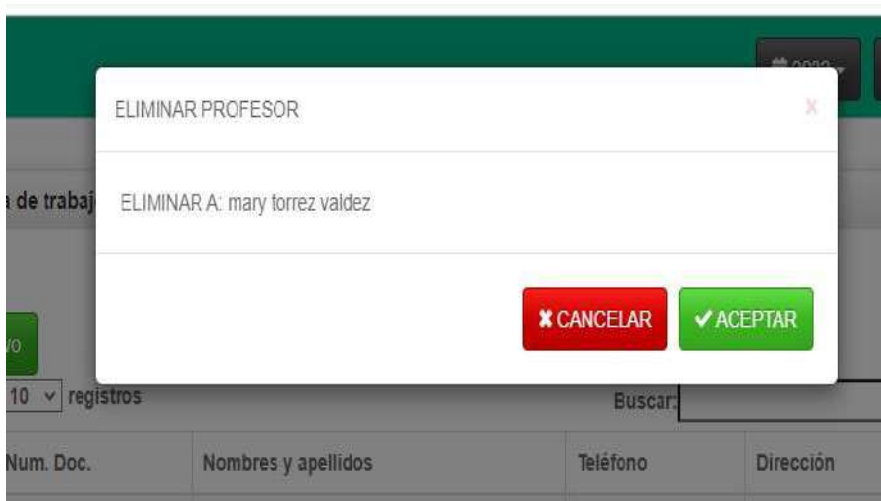 ELIMINAR PROFESOR
x
a de trabaj
ELIMINAR A: mary torrez valdez
CANCELAR ACEPTAR
vo
10 registros
Buscar:
Num. Doc. Nombres y apellidos Teléfono Dirección